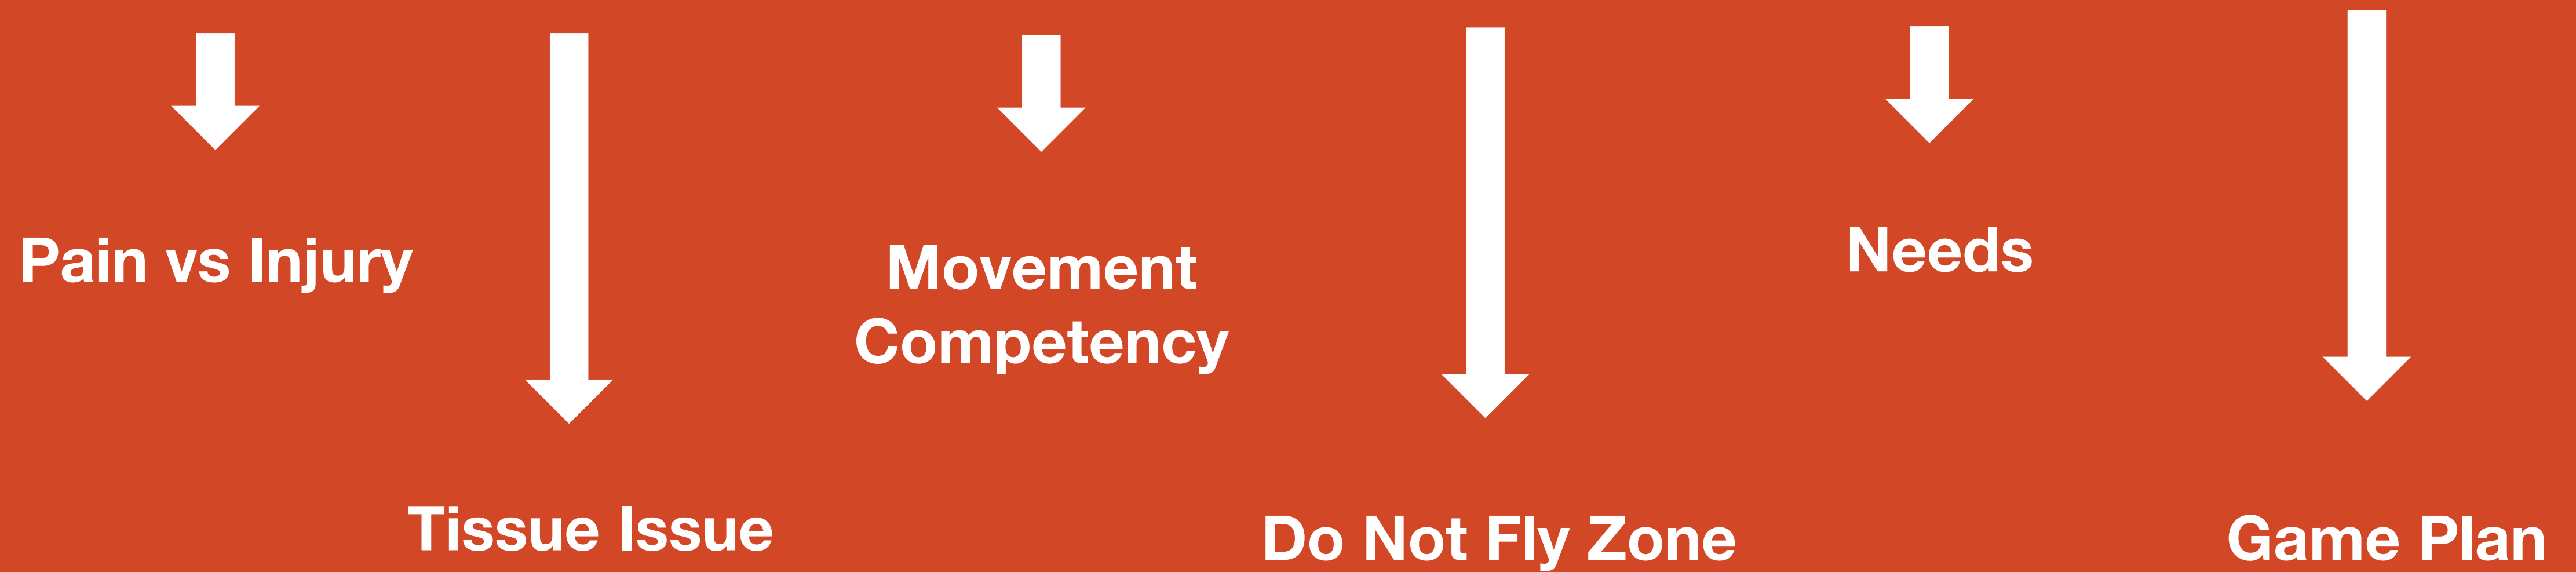 Pain vs Injury
Tissue Issue
Movement
Competency
Do Not Fly Zone
Needs
Game Plan